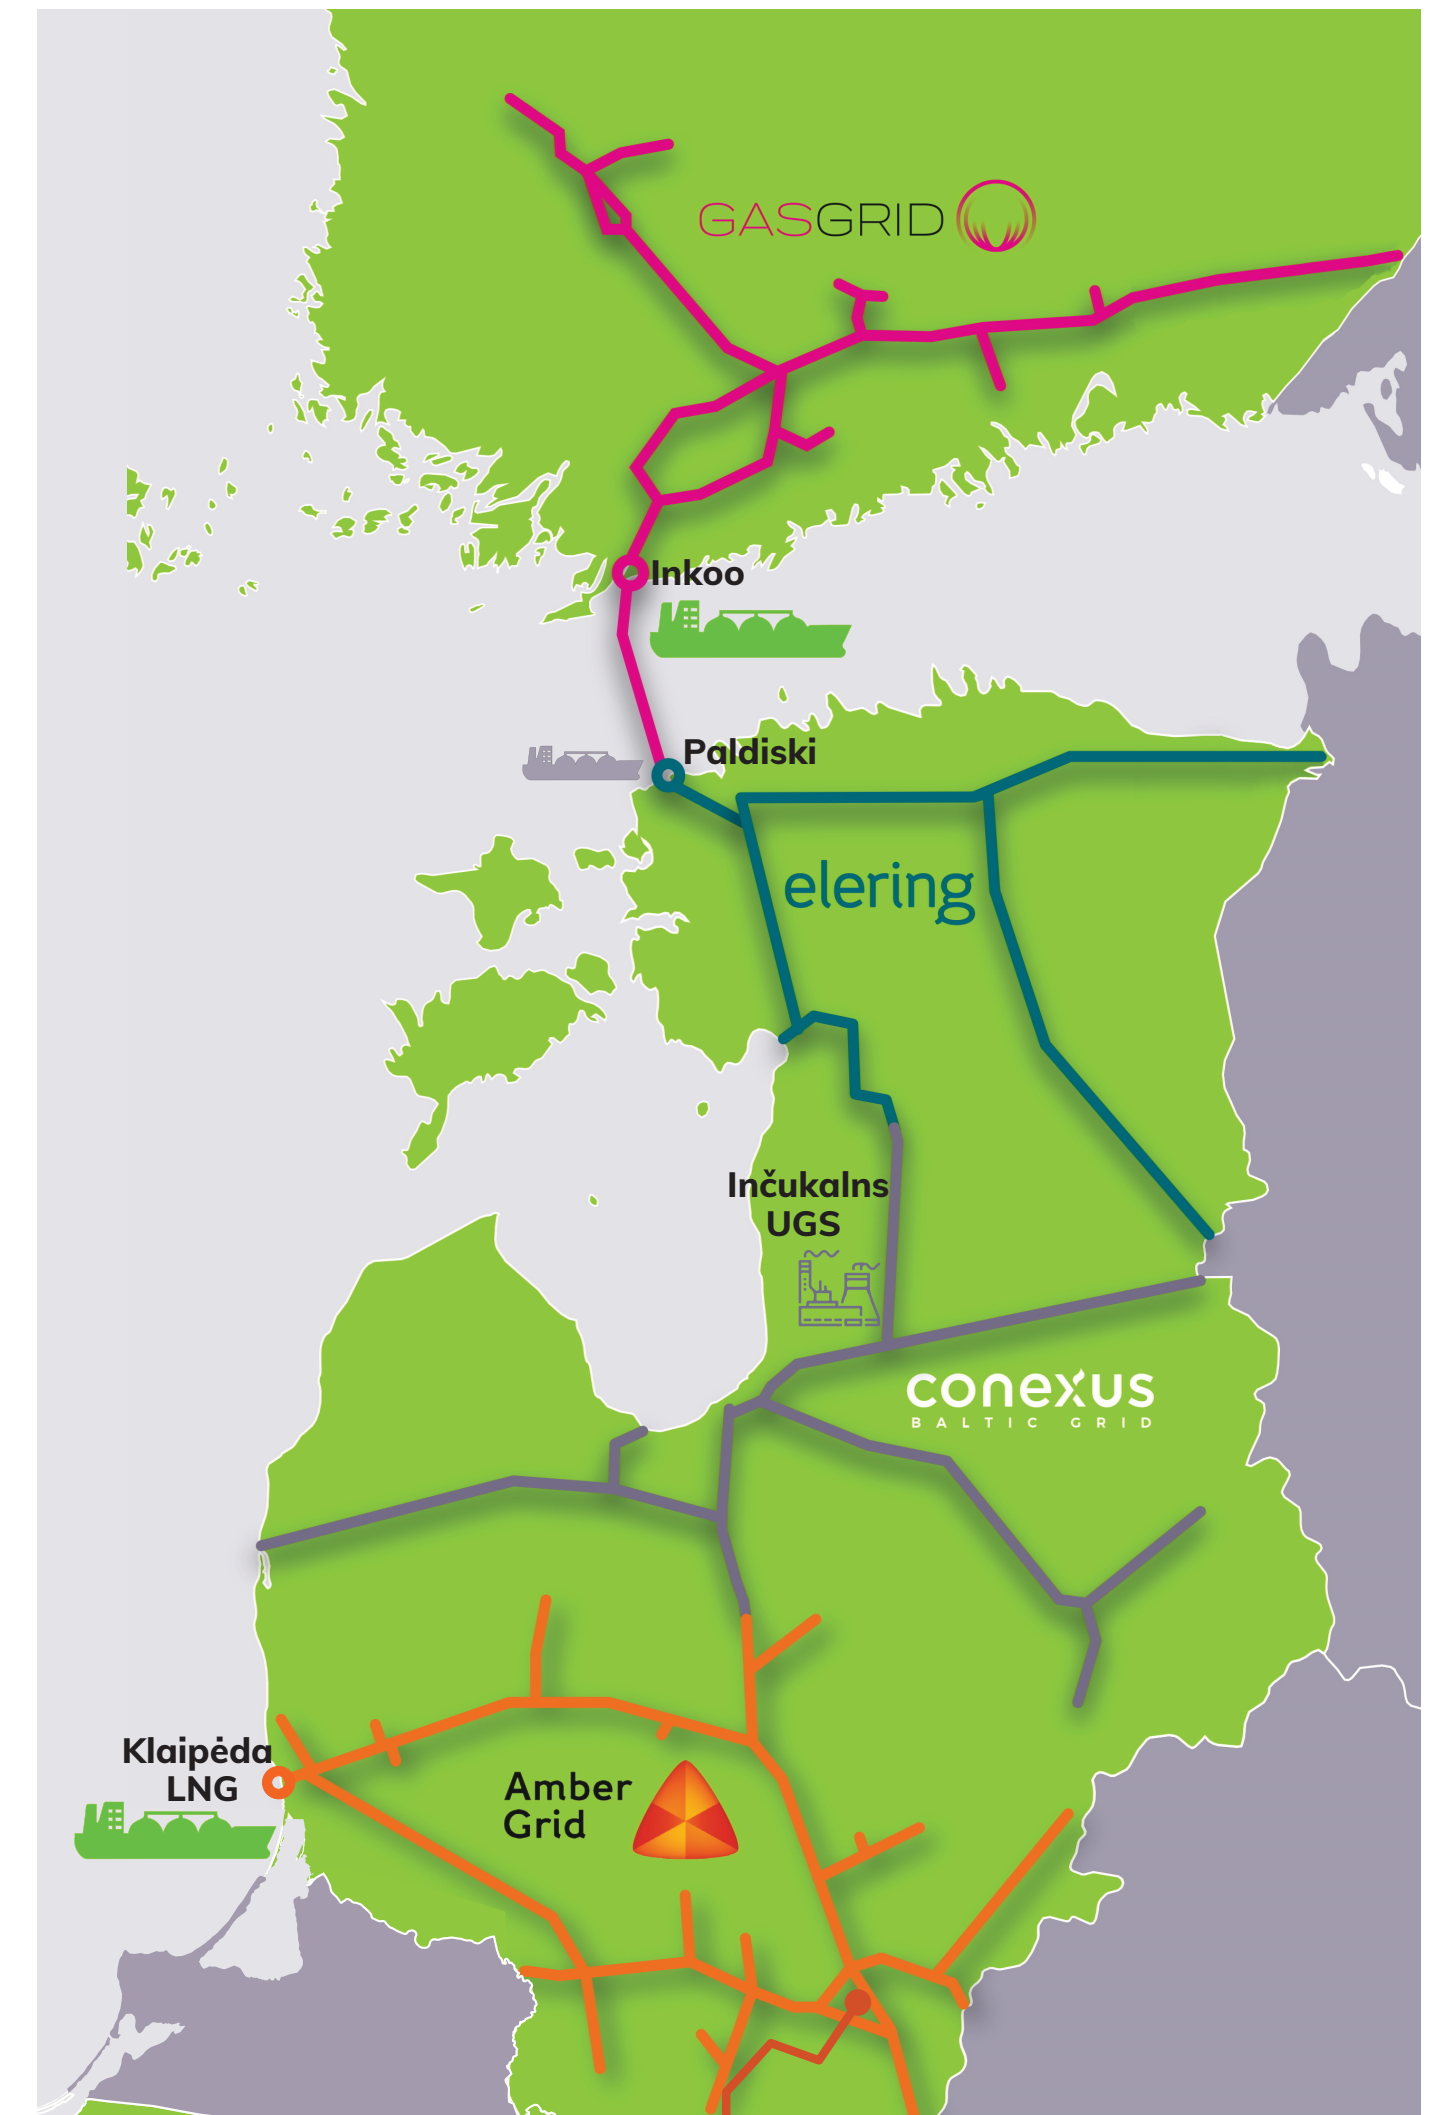 GASGRID
Inkoo
Paldiski
elering
Inčukalns
UGS
conexus
BALTIC GRID
Klaipėda
LNG
Amber
Grid